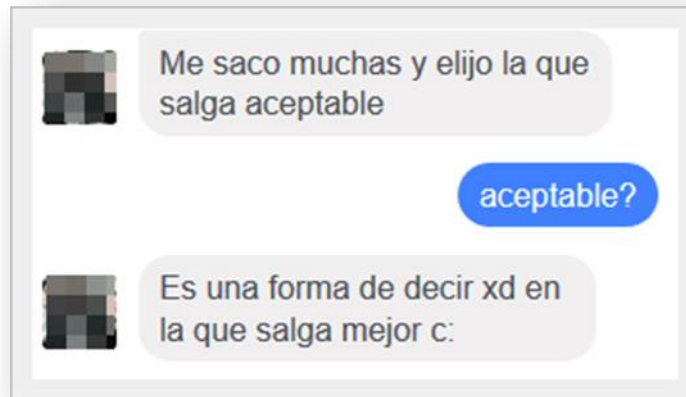 Me saco muchas y elijo la que
salga aceptable
aceptable?
Es una forma de decir xd en
la que salga mejor c: